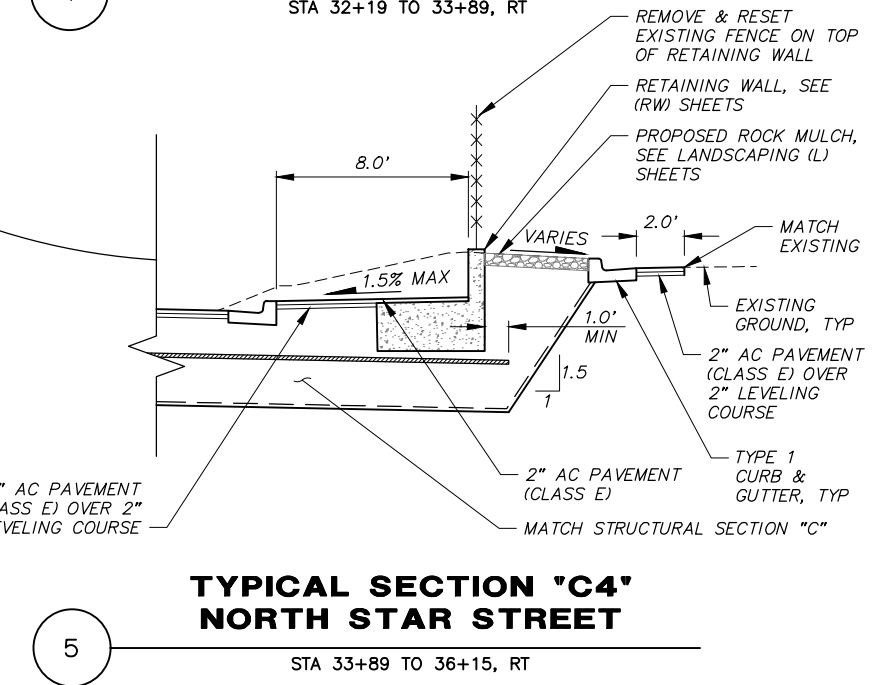 STA 32+19 TO 33+89, RT
REMOVE & RESET
EXISTING FENCE ON TOP
OF RETAINING WALL
RETAINING WALL, SEE
(RW) SHEETS
PROPOSED ROCK MULCH,
SEE LANDSCAPING (L)
SHEETS
8.0'
2.0'
VARIES
MATCH
EXISTING
1.5% MAX
1.0'
MIN
EXISTING
GROUND, TYP
1.5
1
2" AC PAVEMENT
(CLASS E) OVER
2" LEVELING
COURSE
TYPE 1
CURB &
GUTTER, TYP
" AC PAVEMENT
ASS E) OVER 2"
EVELING COURSE
2" AC PAVEMENT
(CLASS E)
MATCH STRUCTURAL SECTION "C"
TYPICAL SECTION "C4"
NORTH STAR STREET
5
STA 33+89 TO 36+15, RT